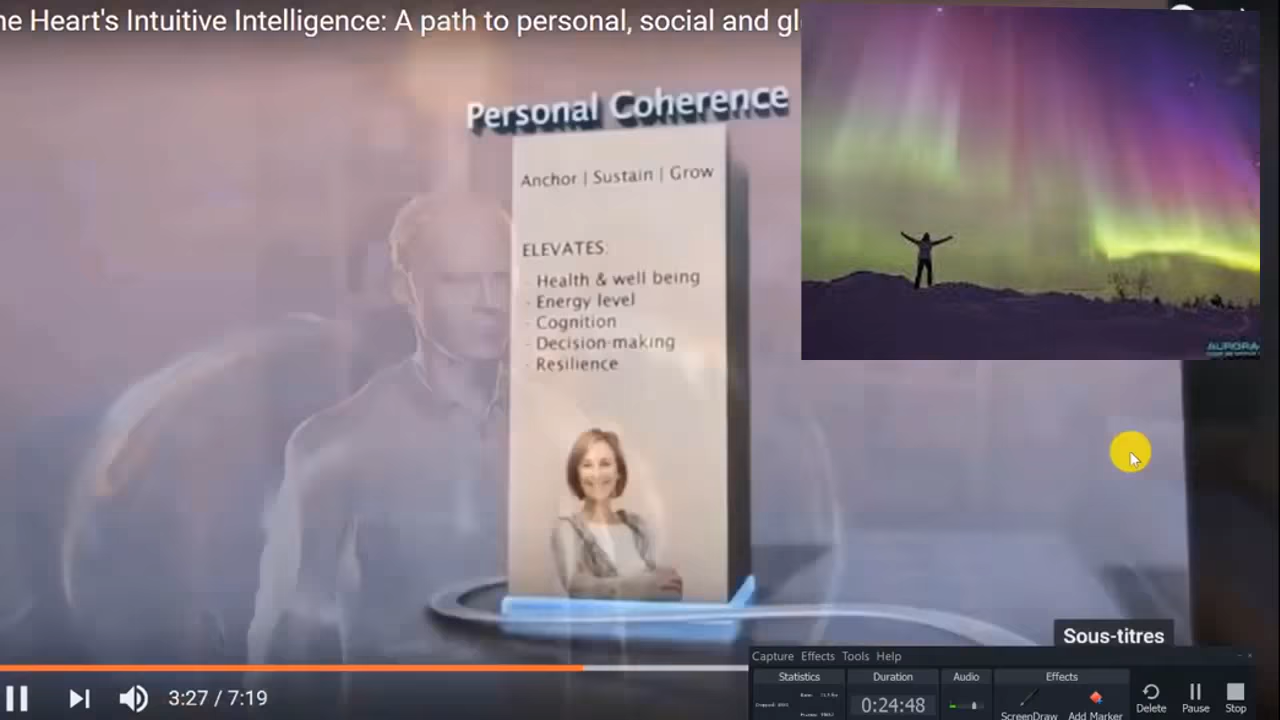 he Heart's Intuitive Intelligence: A path to personal, social and gl
Personal Coherence
Anchor | Sustain | Grow
ELEVATES:
- Health & well being
- Energy level
- Cognition
- Decision-making
- Resilience
AURORA
Sous-titres
Capture Effects Tools Help
Statistics
Duration
Audio
Effects
0:24:48
ScreenDraw
Add Marker
Delete
Pause
Stop
3:27 / 7:19